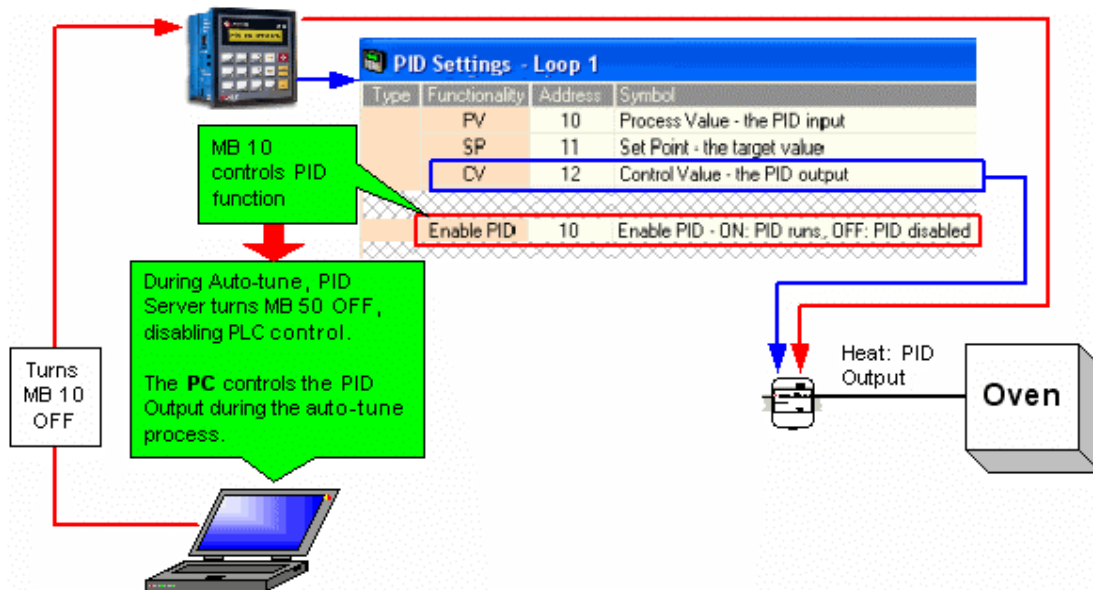 PID Settings - Loop 1
Type Functionality Address Symbol
PV 10 Process Value - the PID input
SP 11 Set Point - the target value
CV 12 Control Value - the PID output
Enable PID 10 Enable PID - ON: PID runs, OFF: PID disabled
MB 10
controls PID
function
During Auto-tune, PID
Server turns MB 50 OFF,
disabling PLC control.
The PC controls the PID
Output during the auto-tune
process.
Turns
MB 10
OFF
Heat: PID
Output
Oven